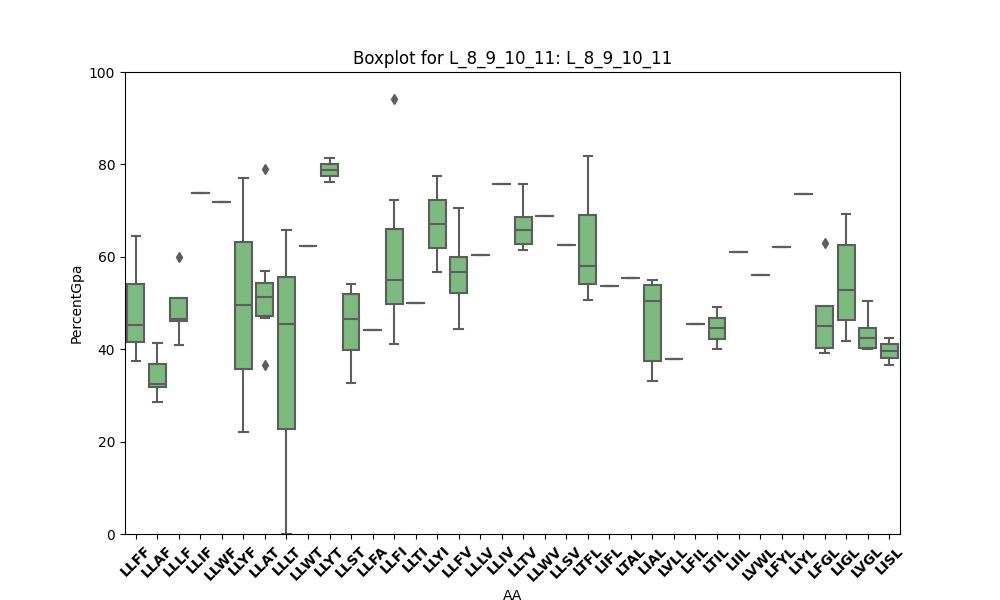 Boxplot for L_8_9_10_11: L_8_9_10_11
PercentGpa
100
80
60
40
20
0
LLFF LLAF LLLF LLIF LLWF LLYF LLAT LLLT LLWT LLYT LLST LLFA LLFI LLTI LLYI LLFV LLLV LLIV LLTV LLWV LLSV LTFL LIFL LTAL LIAL LVLL LFIL LTIL LIIL LVWL LFYL LIYL LFGL LIGL LVGL LISL
AA